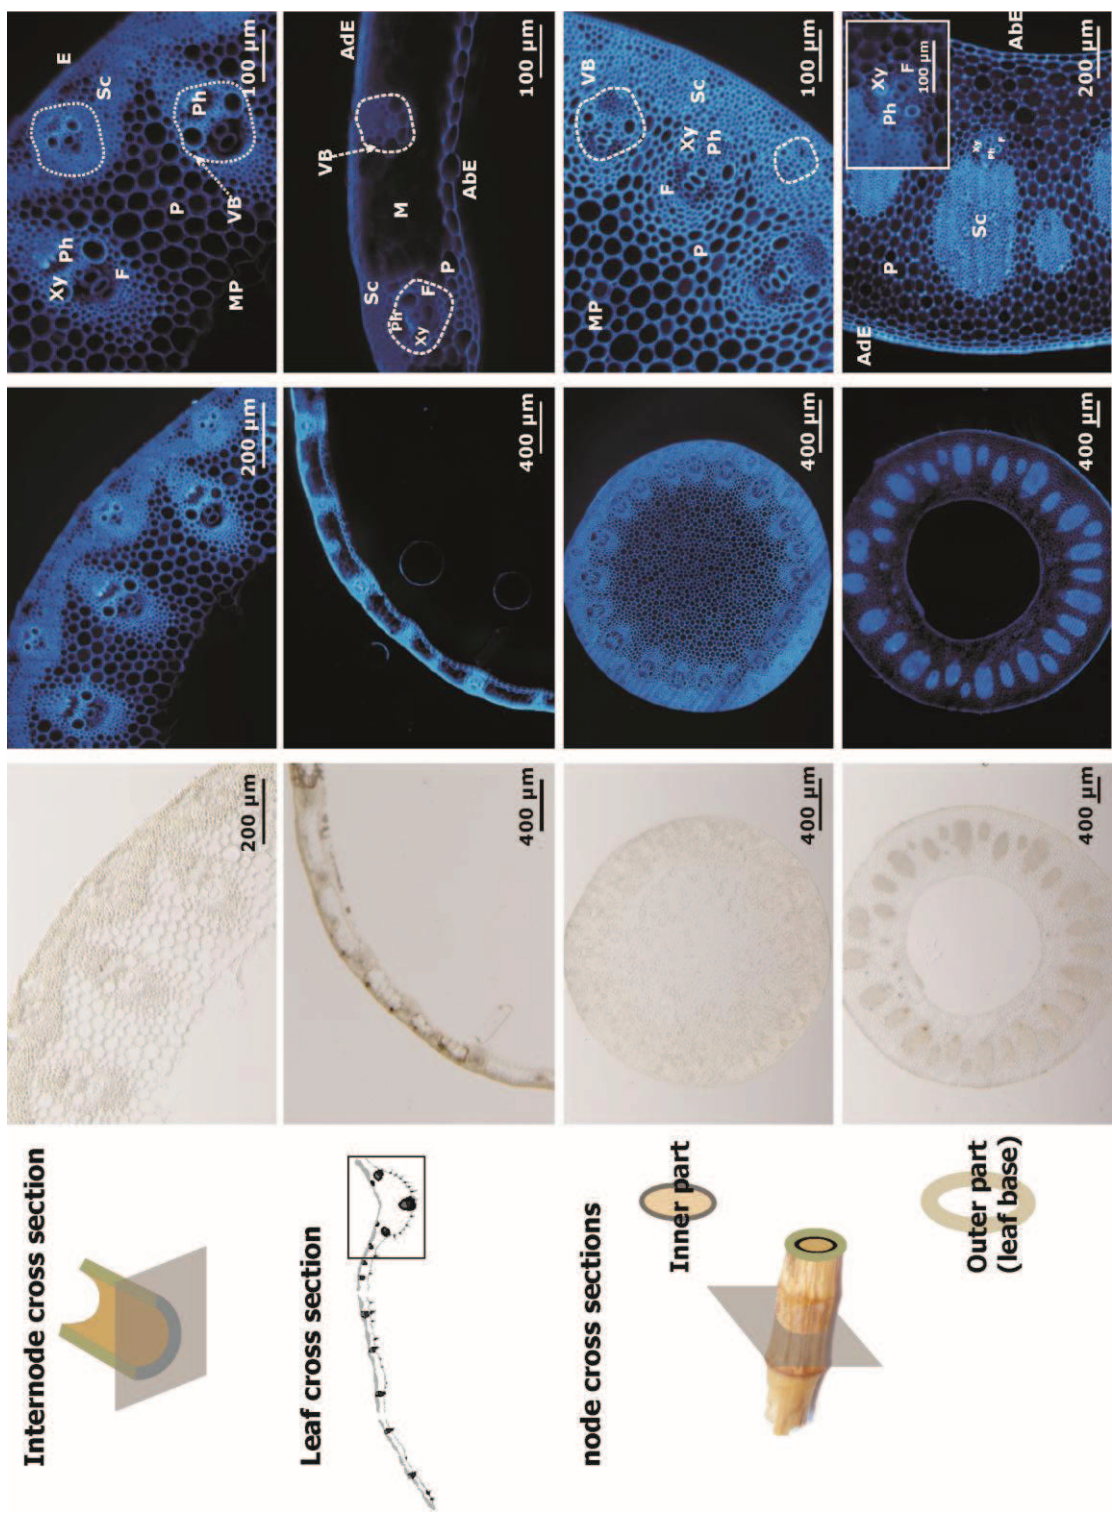 Internode cross section
200 µm
200 µm
E
Sc
Ph
Xy
Ph
F
P
VB
MP
100 µm
Leaf cross section
400 µm
400 µm
AdE
VB
M
Sc
Ph
Xy
F
P
AbE
100 µm
node cross sections
Inner part
400 µm
400 µm
MP
VB
Sc
Xy
Ph
F
P
100 µm
Outer part
(leaf base)
400 µm
400 µm
AdE
P
Sc
Xy
Ph
F
Ph
Xy
F
100 µm
AbE
200 µm